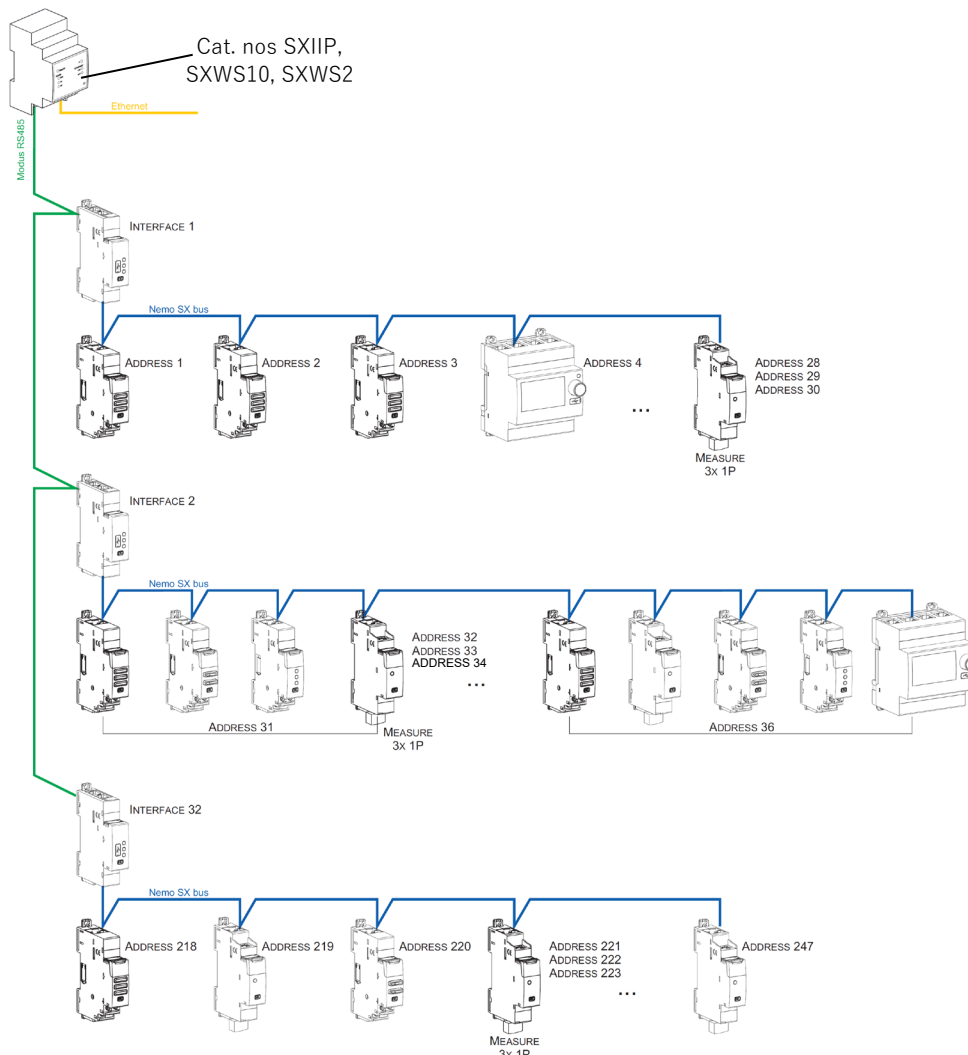 Cat. nos SXIIP,
SXWS10, SXWS2
Ethernet
Modus RS485
INTERFACE 1
Nemo SX bus
ADDRESS 1
ADDRESS 2
ADDRESS 3
ADDRESS 4
...
ADDRESS 28
ADDRESS 29
ADDRESS 30
MEASURE
3X 1P
INTERFACE 2
Nemo SX bus
ADDRESS 32
ADDRESS 33
ADDRESS 34
...
ADDRESS 31
MEASURE
3X 1P
ADDRESS 36
INTERFACE 32
Nemo SX bus
ADDRESS 218
ADDRESS 219
ADDRESS 220
ADDRESS 221
ADDRESS 222
ADDRESS 223
...
ADDRESS 247
MEASURE
3X 1P